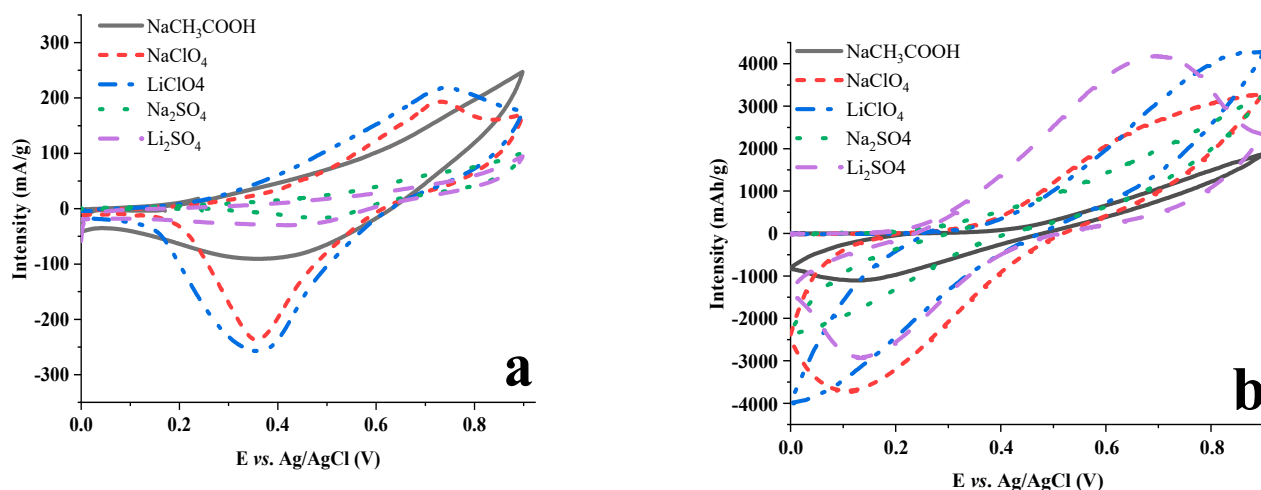 NaCH₃COOH
NaClO₄
LiClO4
Na₂SO₄
Li₂SO₄
300
200
100
0
-100
-200
-300
Intensity (mA/g)
0.0 0.2 0.4 0.6 0.8
E vs. Ag/AgCl (V)
a
NaCH₃COOH
NaClO₄
LiClO₄
Na₂SO4
Li₂SO4
4000
3000
2000
1000
0
-1000
-2000
-3000
-4000
Intensity (mAh/g)
0.0 0.2 0.4 0.6 0.8
E vs. Ag/AgCl (V)
b